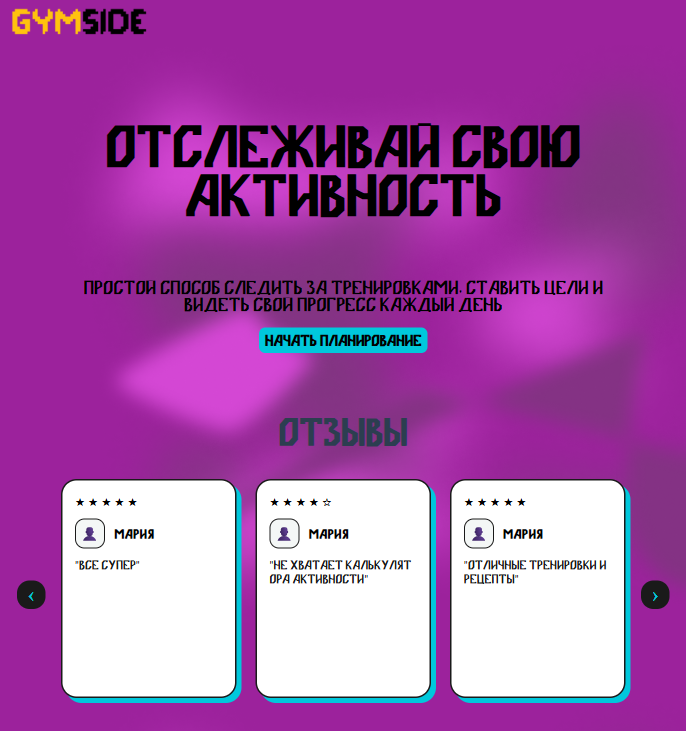 GYMSIDE
ОТСЛЕЖИВАЙ СВОЮ
АКТИВНОСТЬ
ПРОСТОЙ СПОСОБ СЛЕДИТЬ ЗА ТРЕНИРОВКАМИ, СТАВИТЬ ЦЕЛИ И
ВИДЕТЬ СВОЙ ПРОГРЕСС КАЖДЫЙ ДЕНЬ
НАЧАТЬ ПЛАНИРОВАНИЕ
ОТЗЫВЫ
★ ★ ★ ★ ★
МАРИЯ
"ВСЕ СУПЕР"
★ ★ ★ ★ ☆
МАРИЯ
"НЕ ХВАТАЕТ КАЛЬКУЛЯТ
ОРА АКТИВНОСТИ"
★ ★ ★ ★ ★
МАРИЯ
"ОТЛИЧНЫЕ ТРЕНИРОВКИ И
РЕЦЕПТЫ"